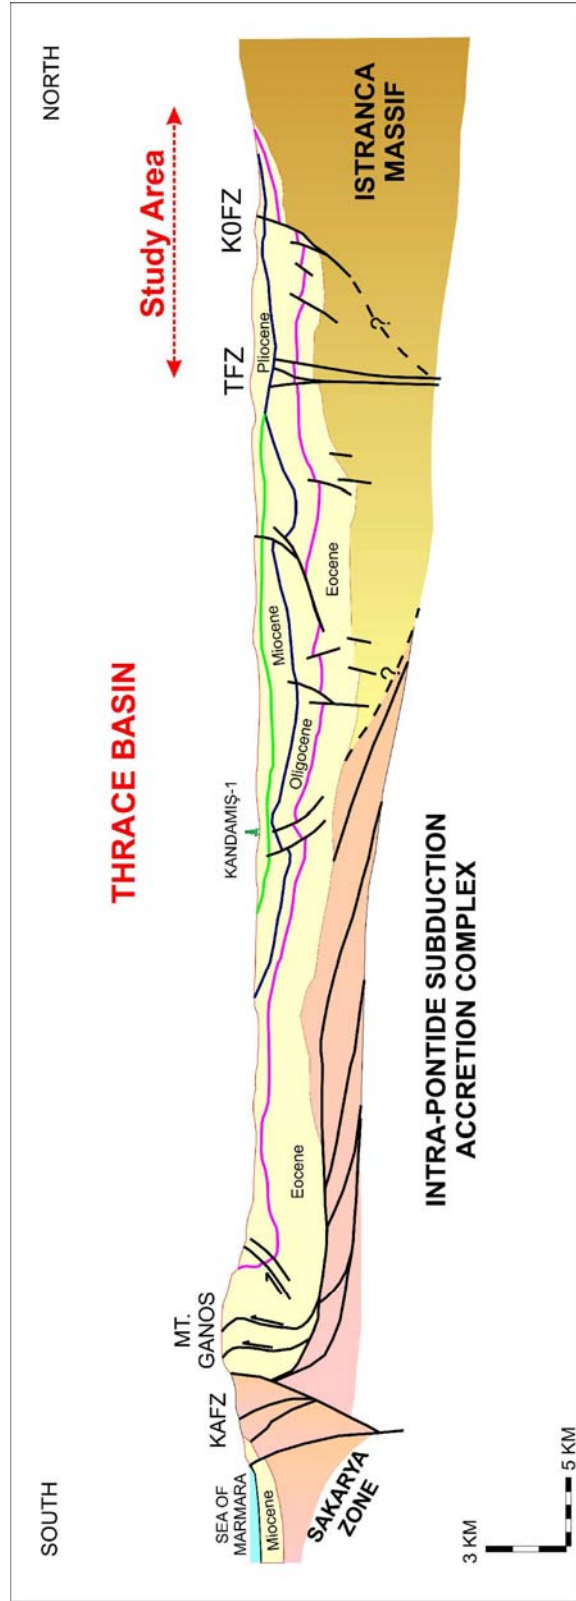 SOUTH
NORTH
THRACE BASIN
Study Area
SEA OF
MARMARA
KAFZ
MT.
GANOS
KANDAMIŞ-1
TFZ
K0FZ
Miocene
Eocene
Oligocene
Miocene
Eocene
Pliocene
?
?
SAKARYA
ZONE
INTRA-PONTIDE SUBDUCTION
ACCRETION COMPLEX
ISTRANCA
MASSIF
3 KM
5 KM